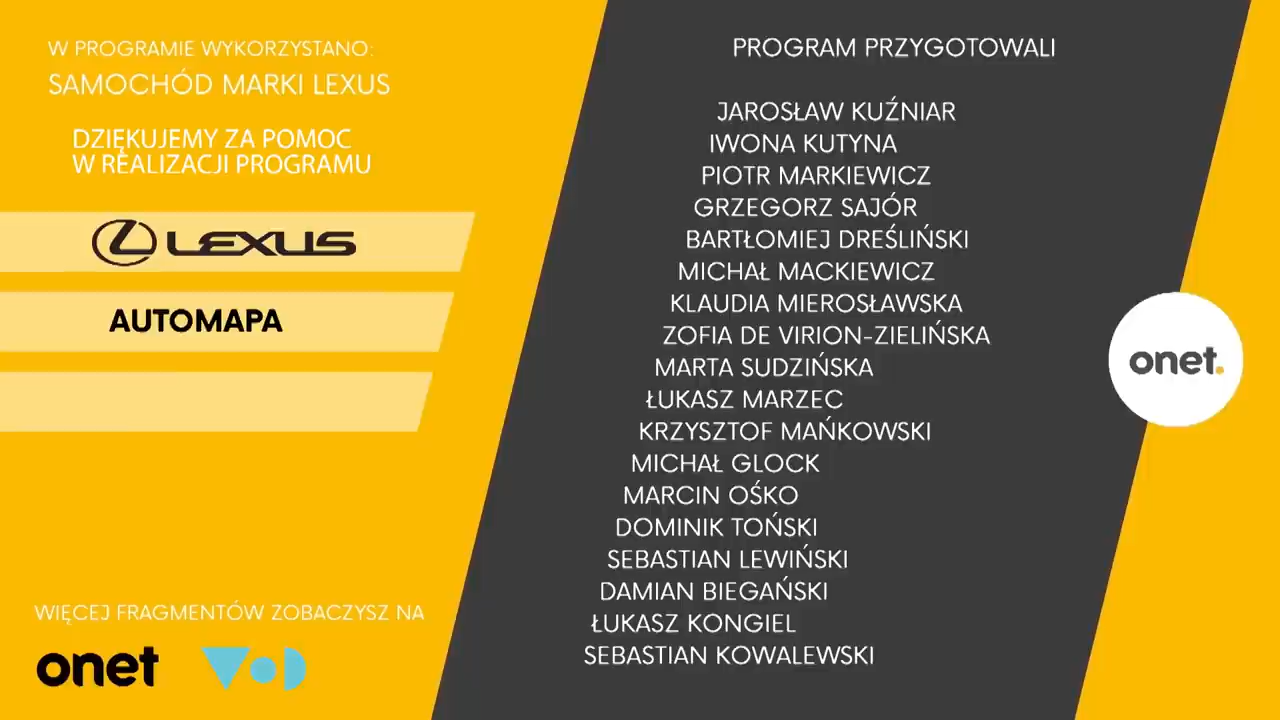 W PROGRAMIE WYKORZYSTANO:
SAMOCHÓD MARKI LEXUS
DZIĘKUJEMY ZA POMOC
W REALIZACJI PROGRAMU
LEXUS
AUTOMAPA
WIĘCEJ FRAGMENTÓW ZOBACZYSZ NA
onet VOD
PROGRAM PRZYGOTOWALI
JAROSŁAW KUŹNIAR
IWONA KUTYNA
PIOTR MARKIEWICZ
GRZEGORZ SAJÓR
BARTŁOMIEJ DREŚLIŃSKI
MICHAŁ MACKIEWICZ
KLAUDIA MIEROSŁAWSKA
ZOFIA DE VIRION-ZIELIŃSKA
MARTA SUDZIŃSKA
ŁUKASZ MARZEC
KRZYSZTOF MAŃKOWSKI
MICHAŁ GLOCK
MARCIN OŚKO
DOMINIK TOŃSKI
SEBASTIAN LEWIŃSKI
DAMIAN BIEGAŃSKI
ŁUKASZ KONGIEL
SEBASTIAN KOWALEWSKI
onet.